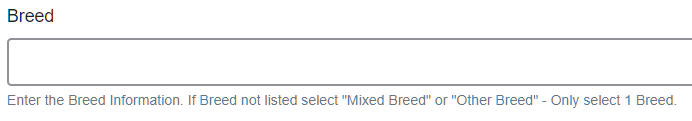 Breed
Enter the Breed Information. If Breed not listed select "Mixed Breed" or "Other Breed" - Only select 1 Breed.